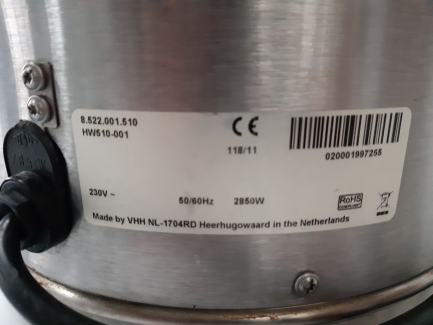 8.522.001.510
HW510-001
CE
118/11
020001997255
230V ~ 50/60Hz 2850W
RoHS
COMPLIANT
Made by VHH NL-1704RD Heerhugowaard in the Netherlands